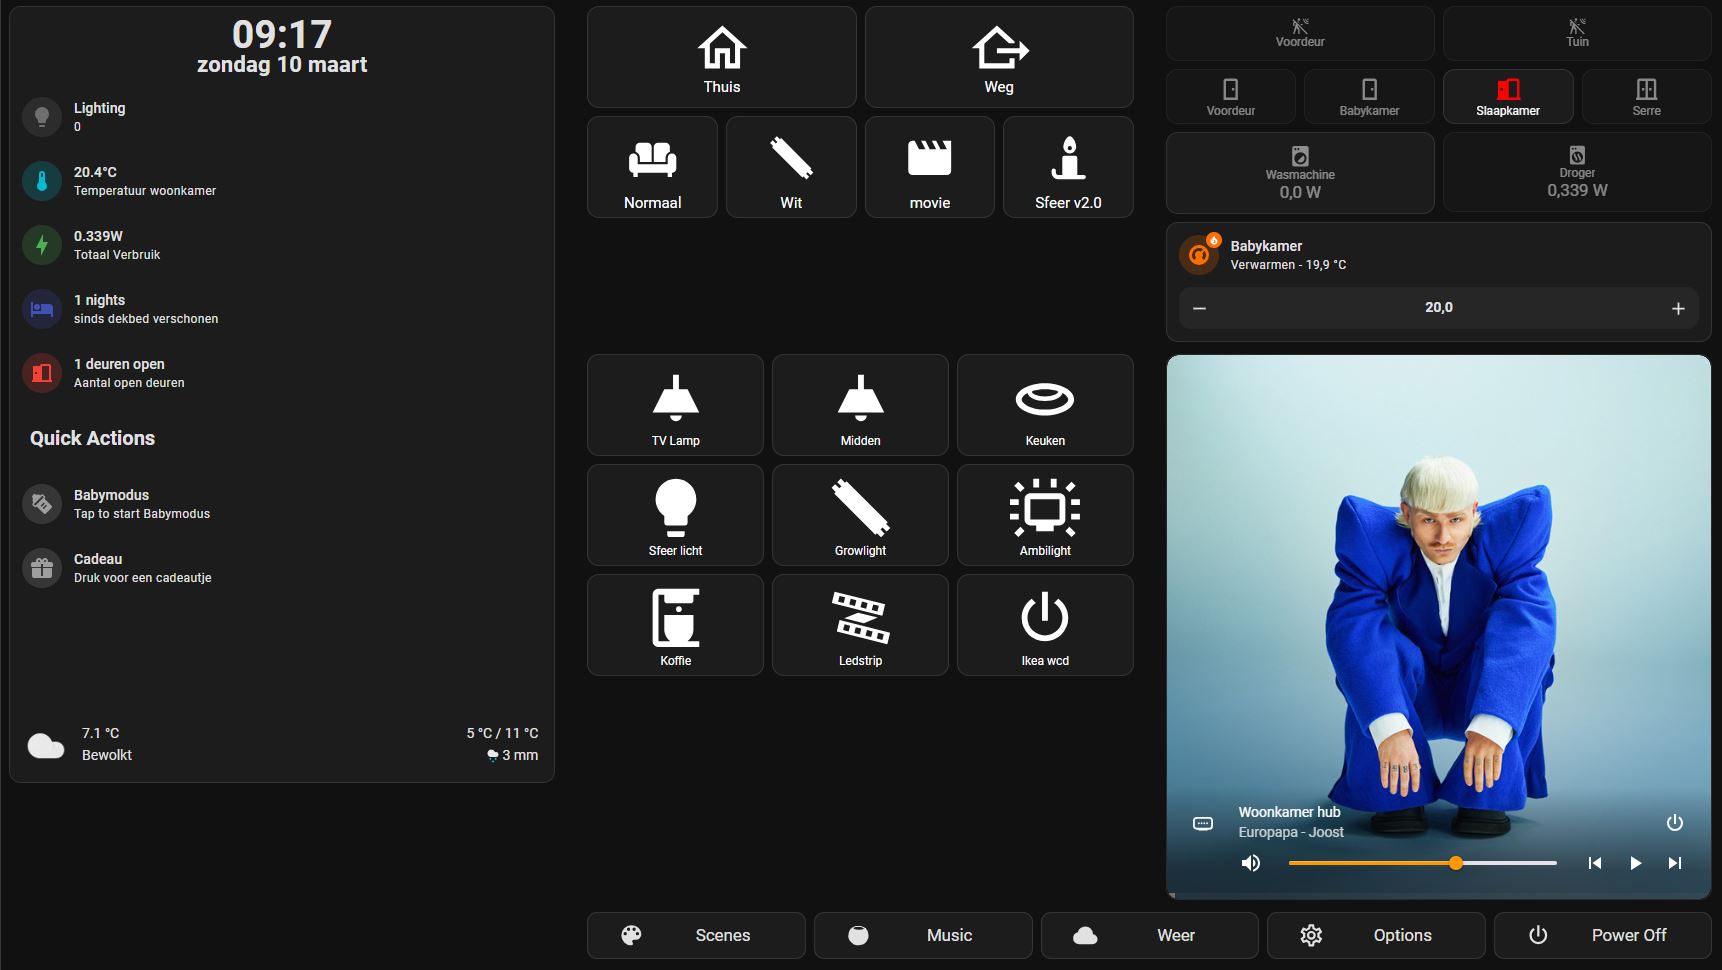 09:17
zondag 10 maart
Lighting
0
20.4°C
Temperatuur woonkamer
0.339W
Totaal Verbruik
1 nights
sinds dekbed verschonen
1 deuren open
Aantal open deuren
Quick Actions
Babymodus
Tap to start Babymodus
Cadeau
Druk voor een cadeautje
7.1 °C
Bewolkt
5 °C / 11 °C
3 mm
Thuis
Weg
Normaal
Wit
movie
Sfeer v2.0
TV Lamp
Midden
Keuken
Sfeer licht
Growlight
Ambilight
Koffie
Ledstrip
Ikea wcd
Voordeur
Tuin
Voordeur
Babykamer
Slaapkamer
Serre
Wasmachine
0,0 W
Droger
0,339 W
Babykamer
Verwarmen - 19,9 °C
20,0
Woonkamer hub
Europapa - Joost
Scenes
Music
Weer
Options
Power Off